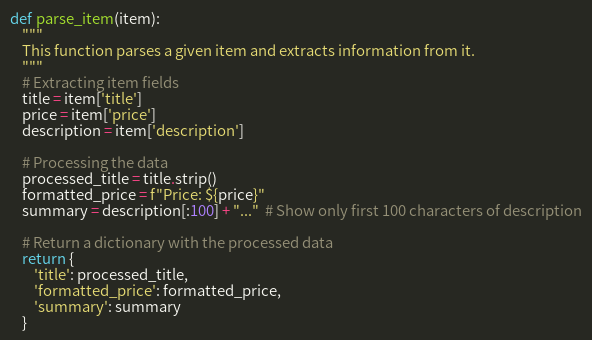 def parse_item(item):
    """
    This function parses a given item and extracts information from it.
    """
    # Extracting item fields
    title = item['title']
    price = item['price']
    description = item['description']

    # Processing the data
    processed_title = title.strip()
    formatted_price = f"Price: ${price}"
    summary = description[:100] + "..."  # Show only first 100 characters of description

    # Return a dictionary with the processed data
    return {
        'title': processed_title,
        'formatted_price': formatted_price,
        'summary': summary
    }